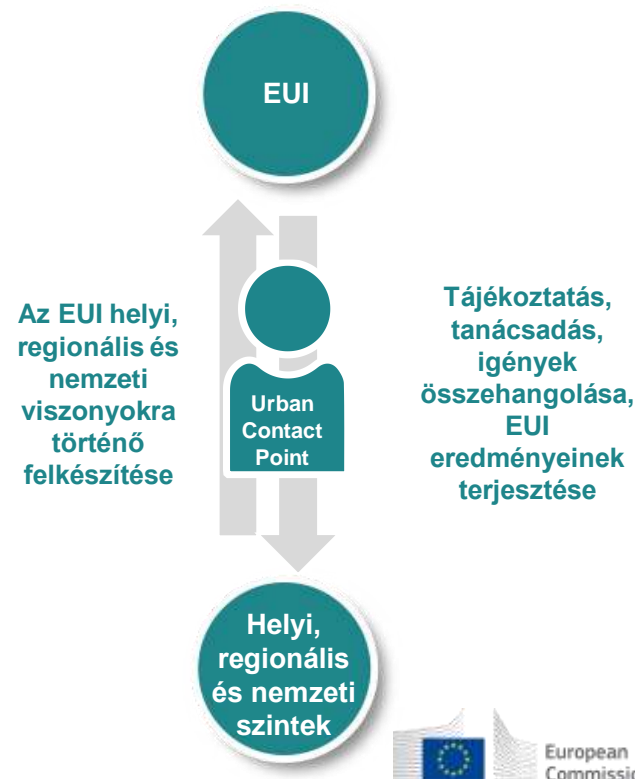 EUI
Az EUI helyi,
regionális és
nemzeti
viszonyokra
történő
felkészítése
Urban
Contact
Point
Tájékoztatás,
tanácsadás,
igények
összehangolása,
EUI
eredményeinek
terjesztése
Helyi,
regionális
és nemzeti
szintek
European